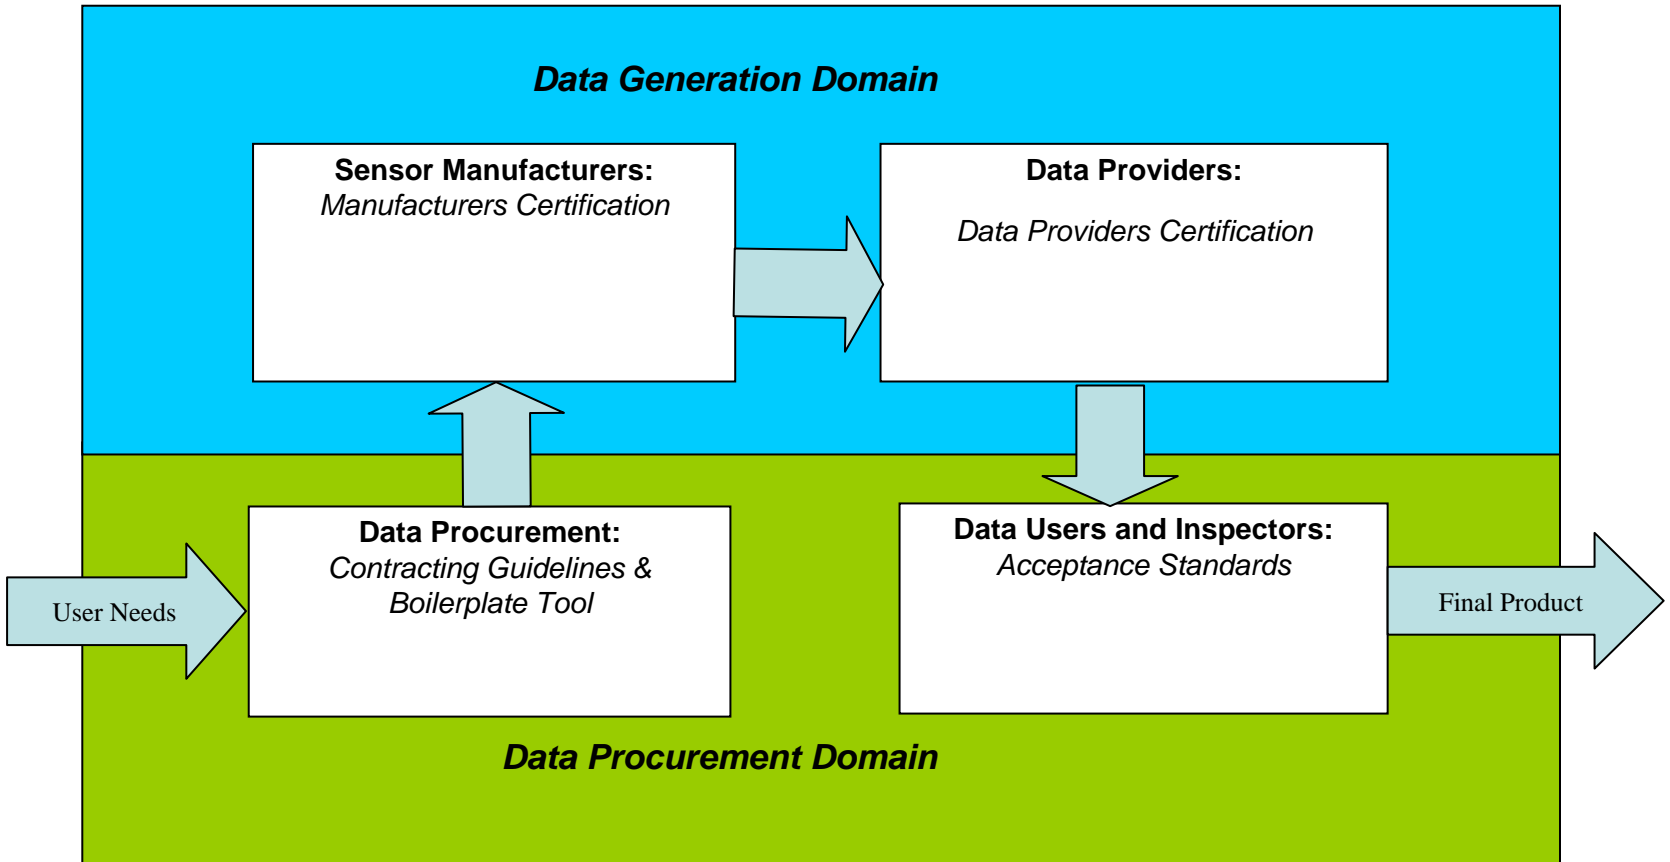 Data Generation Domain
Sensor Manufacturers:
Manufacturers Certification
Data Providers:
Data Providers Certification
Data Procurement:
Contracting Guidelines &
Boilerplate Tool
Data Users and Inspectors:
Acceptance Standards
User Needs
Final Product
Data Procurement Domain